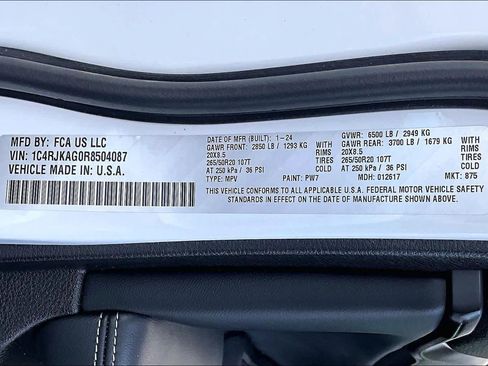 MFD BY: FCA US LLC
VIN: 1C4RJKAG0R8504087
VEHICLE MADE IN: U.S.A.
DATE OF MFR (BUILT): 1-24 GVWR: 6500 LB / 2949 KG
GAWR FRONT: 2850 LB / 1293 KG WITH GAWR REAR: 3700 LB / 1679 KG WITH
20X8.5 RIMS 20X8.5 RIMS
265/50R20 107T TIRES 265/50R20 107T TIRES
AT 250 kPa / 36 PSI COLD AT 250 kPa / 36 PSI COLD
TYPE: MPV PAINT: PW7 MDH: 012617 MKT: 875
THIS VEHICLE CONFORMS TO ALL APPLICABLE U.S.A. FEDERAL MOTOR VEHICLE SAFETY
STANDARDS IN EFFECT ON THE DATE OF MANUFACTURE SHOWN ABOVE